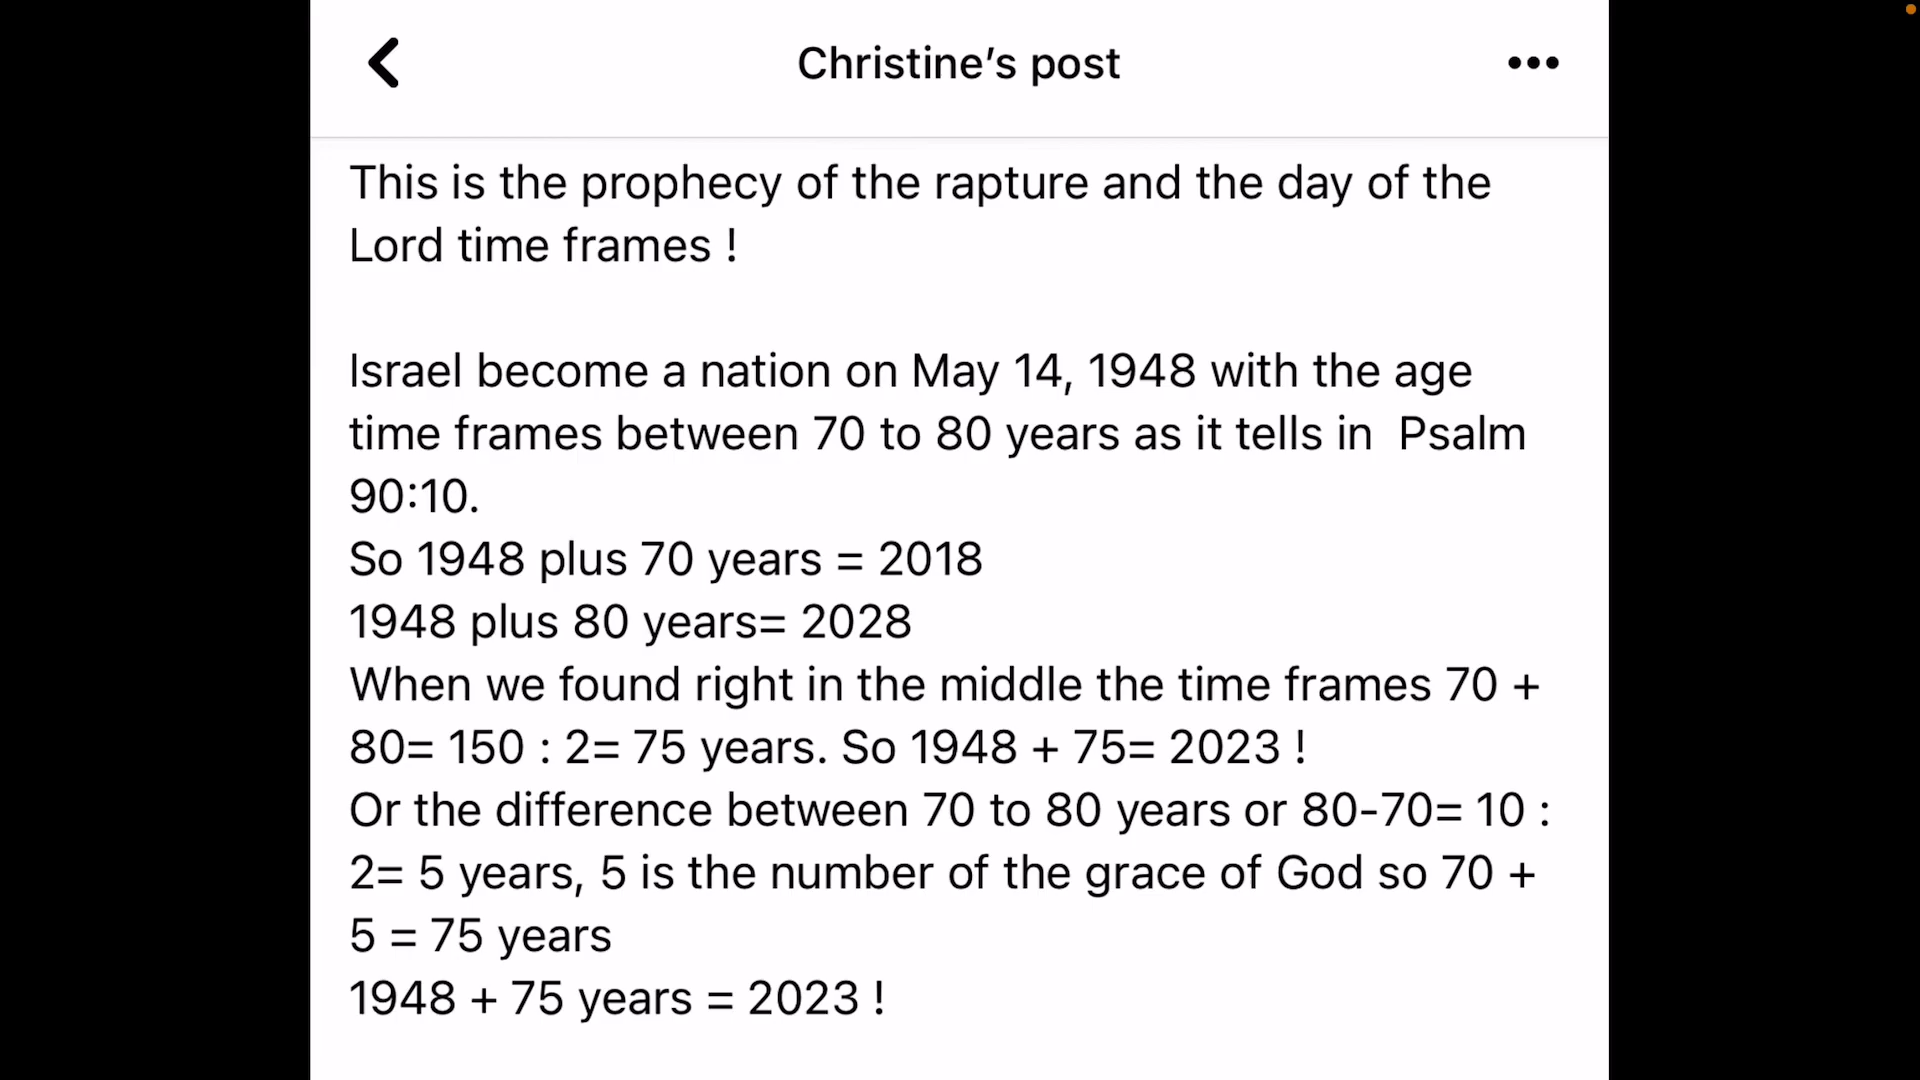 Christine’s post
This is the prophecy of the rapture and the day of the
Lord time frames !
Israel become a nation on May 14, 1948 with the age
time frames between 70 to 80 years as it tells in  Psalm
90:10.
So 1948 plus 70 years = 2018
1948 plus 80 years= 2028
When we found right in the middle the time frames 70 +
80= 150 : 2= 75 years. So 1948 + 75= 2023 !
Or the difference between 70 to 80 years or 80-70= 10 :
2= 5 years, 5 is the number of the grace of God so 70 +
5 = 75 years
1948 + 75 years = 2023 !